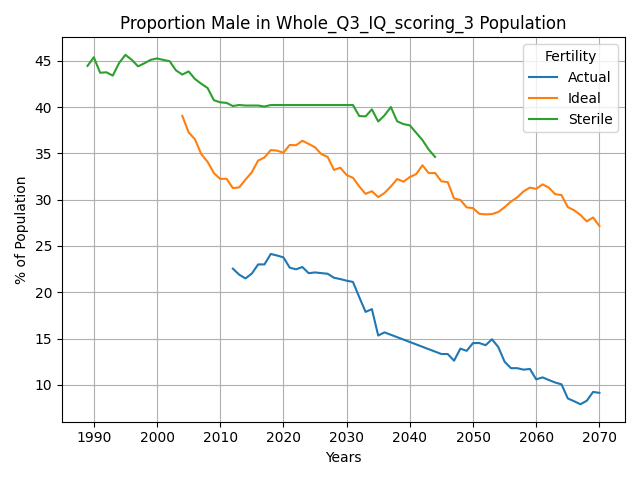 Proportion Male in Whole_Q3_IQ_scoring_3 Population
Fertility
Actual
Ideal
Sterile
% of Population
45
40
35
30
25
20
15
10
1990 2000 2010 2020 2030 2040 2050 2060 2070
Years